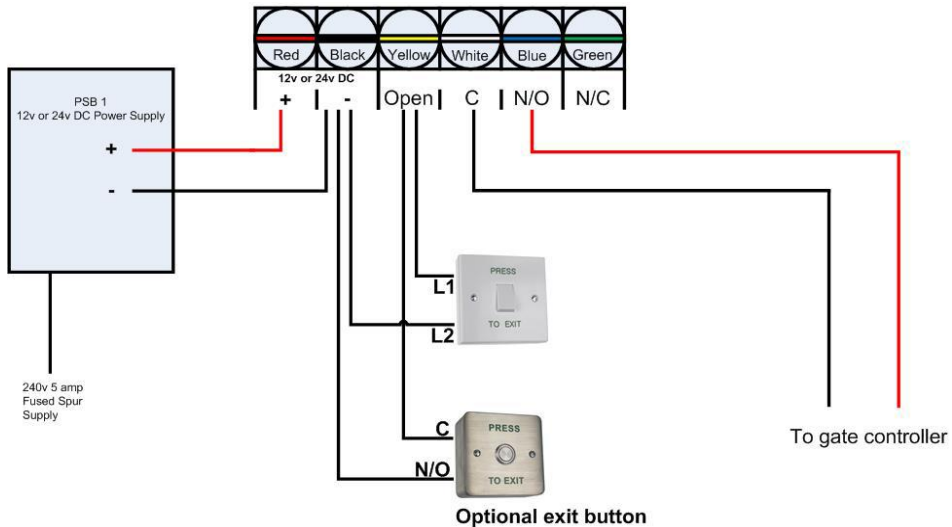 Red Black Yellow White Blue Green
12v or 24v DC
+ - Open C N/O N/C
PSB 1
12v or 24v DC Power Supply
+
-
L1
PRESS
TO EXIT
L2
240v 5 amp
Fused Spur
Supply
C
PRESS
N/O
TO EXIT
To gate controller
Optional exit button